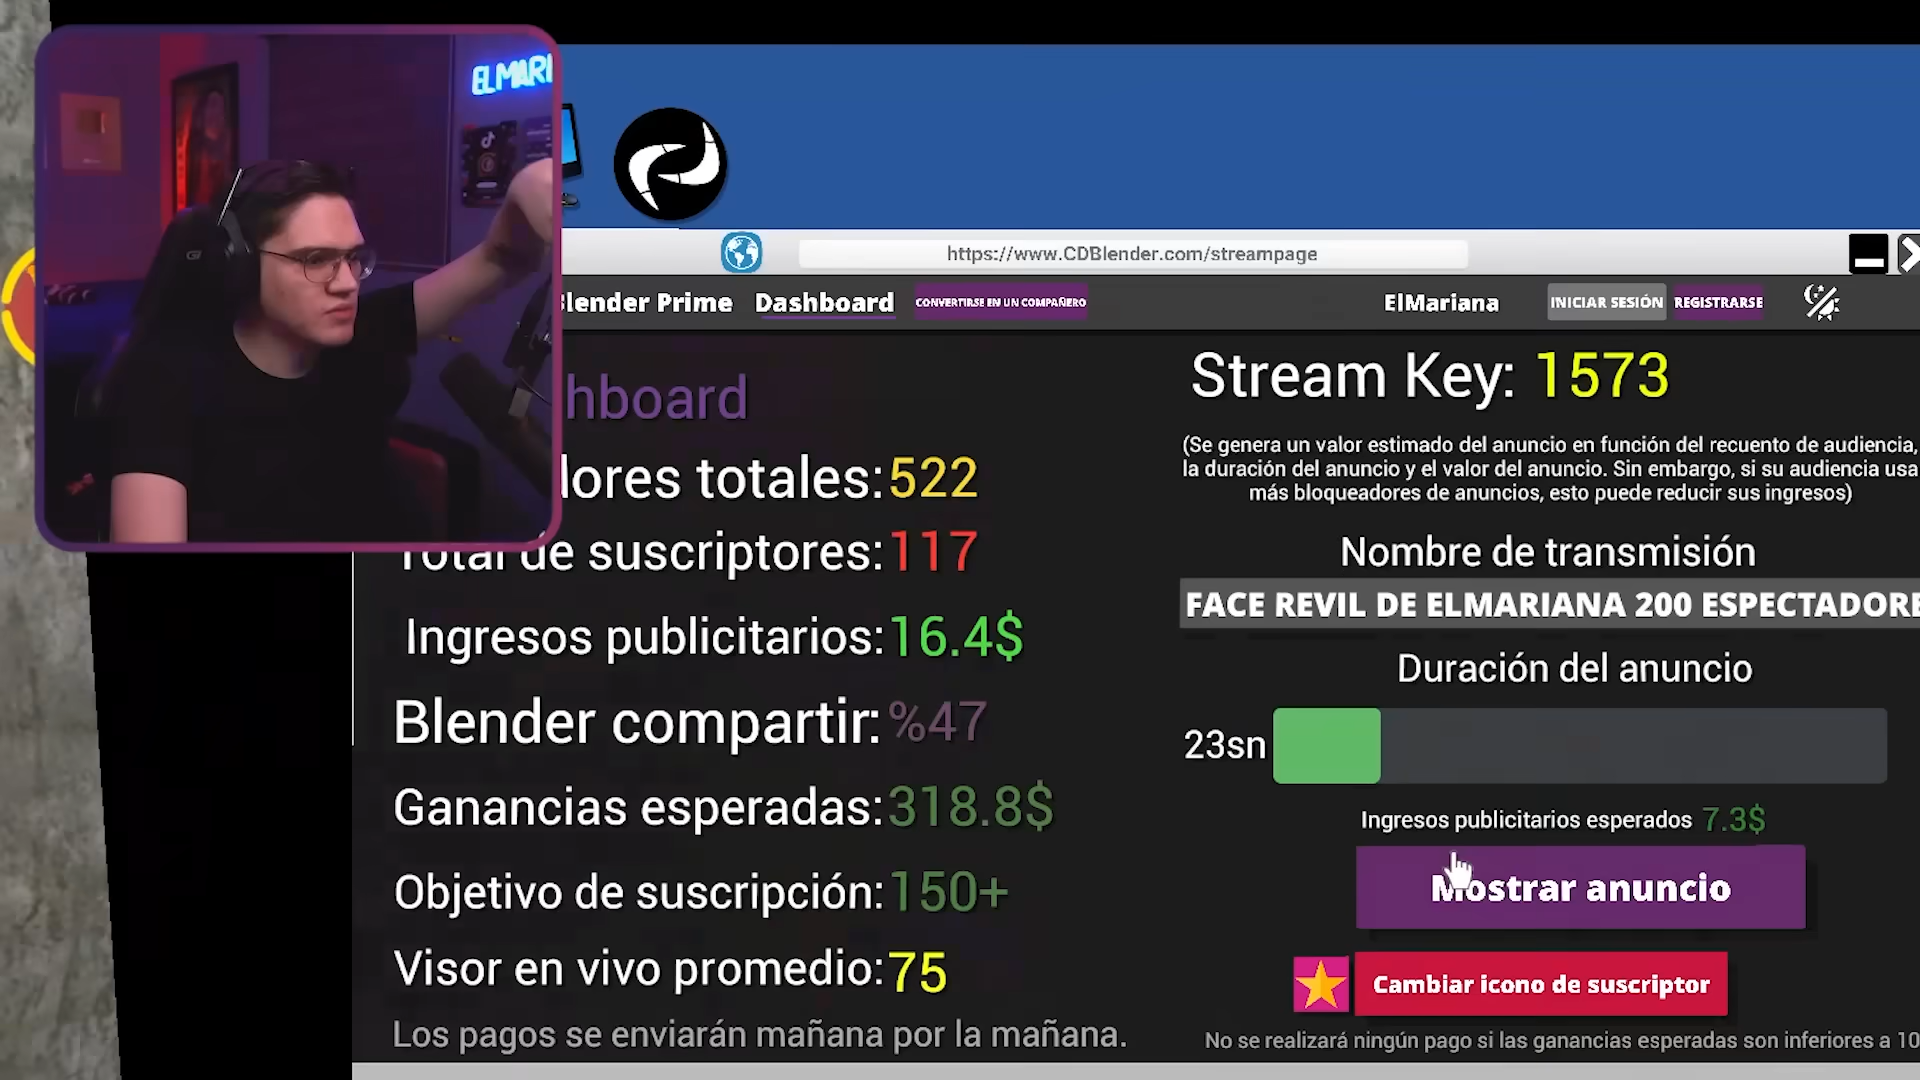 ELMARI
https://www.CDBlender.com/streampage
Blender Prime Dashboard CONVERTIRSE EN UN COMPAÑERO ElMariana INICIAR SESIÓN REGISTRARSE
hboard
dores totales:522
Total de suscriptores:117
Ingresos publicitarios:16.4$
Blender compartir:%47
Ganancias esperadas:318.8$
Objetivo de suscripción:150+
Visor en vivo promedio:75
Los pagos se enviarán mañana por la mañana.
Stream Key: 1573
(Se genera un valor estimado del anuncio en función del recuento de audiencia,
la duración del anuncio y el valor del anuncio. Sin embargo, si su audiencia usa
más bloqueadores de anuncios, esto puede reducir sus ingresos)
Nombre de transmisión
FACE REVIL DE ELMARIANA 200 ESPECTADORE
Duración del anuncio
23sn
Ingresos publicitarios esperados 7.3$
Mostrar anuncio
Cambiar icono de suscriptor
No se realizará ningún pago si las ganancias esperadas son inferiores a 10